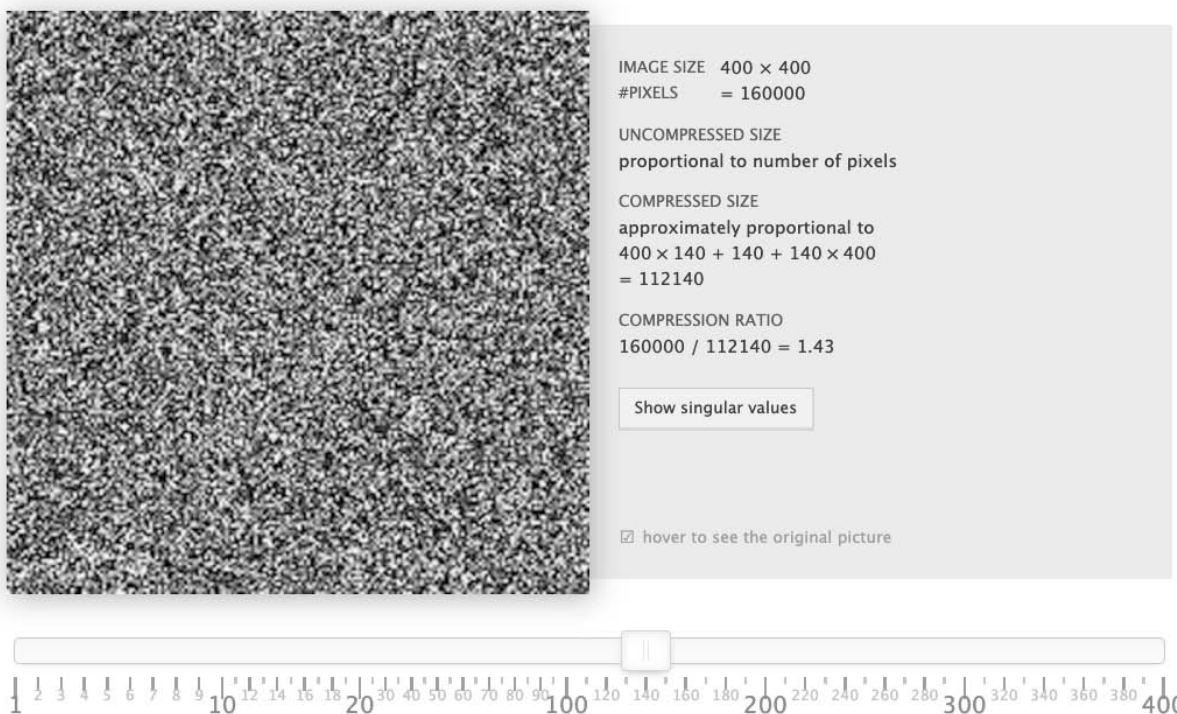 IMAGE SIZE 400 × 400
#PIXELS = 160000
UNCOMPRESSED SIZE
proportional to number of pixels
COMPRESSED SIZE
approximately proportional to
400 × 140 + 140 + 140 × 400
= 112140
COMPRESSION RATIO
160000 / 112140 = 1.43
Show singular values
hover to see the original picture
1 2 3 4 5 6 7 8 9 10 12 14 16 18 20 30 40 50 60 70 80 90 100 120 140 160 180 200 220 240 260 280 300 320 340 360 380 400